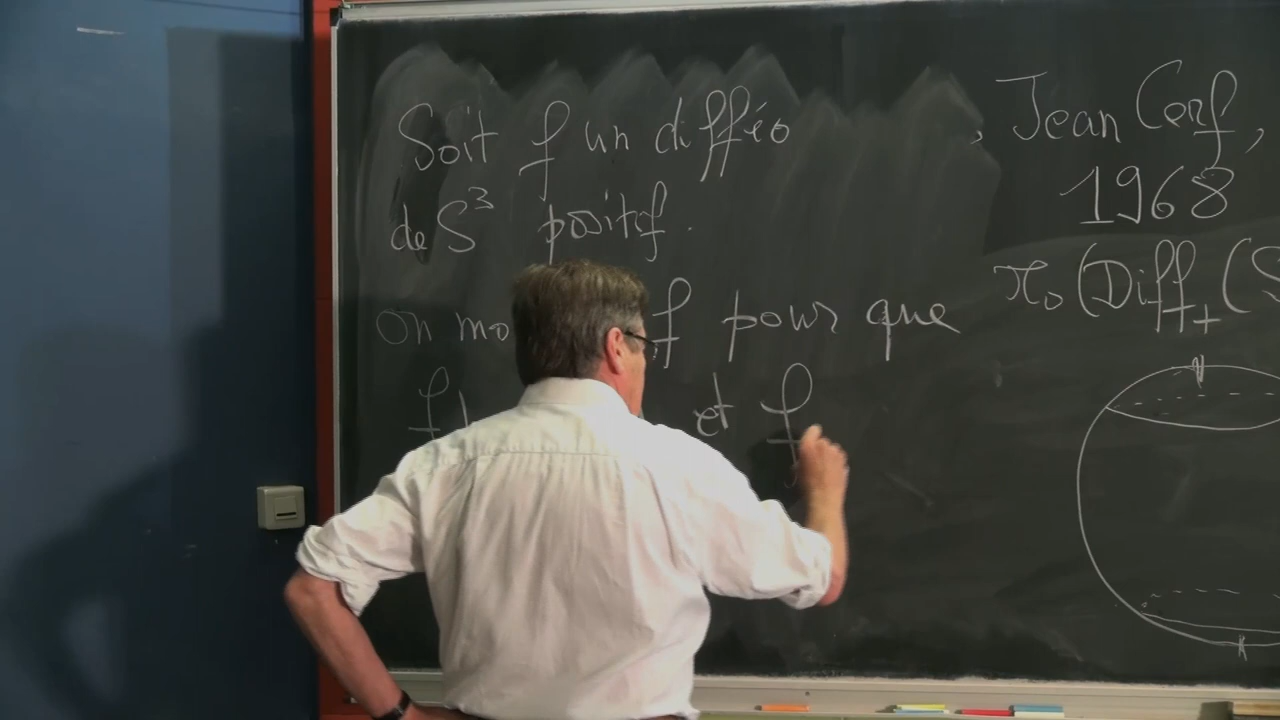 Soit f un difféo
de S³ positif.
on mo f pour que
f et f
, Jean Cerf,
1968
π₀ (Diff₊ (S
N